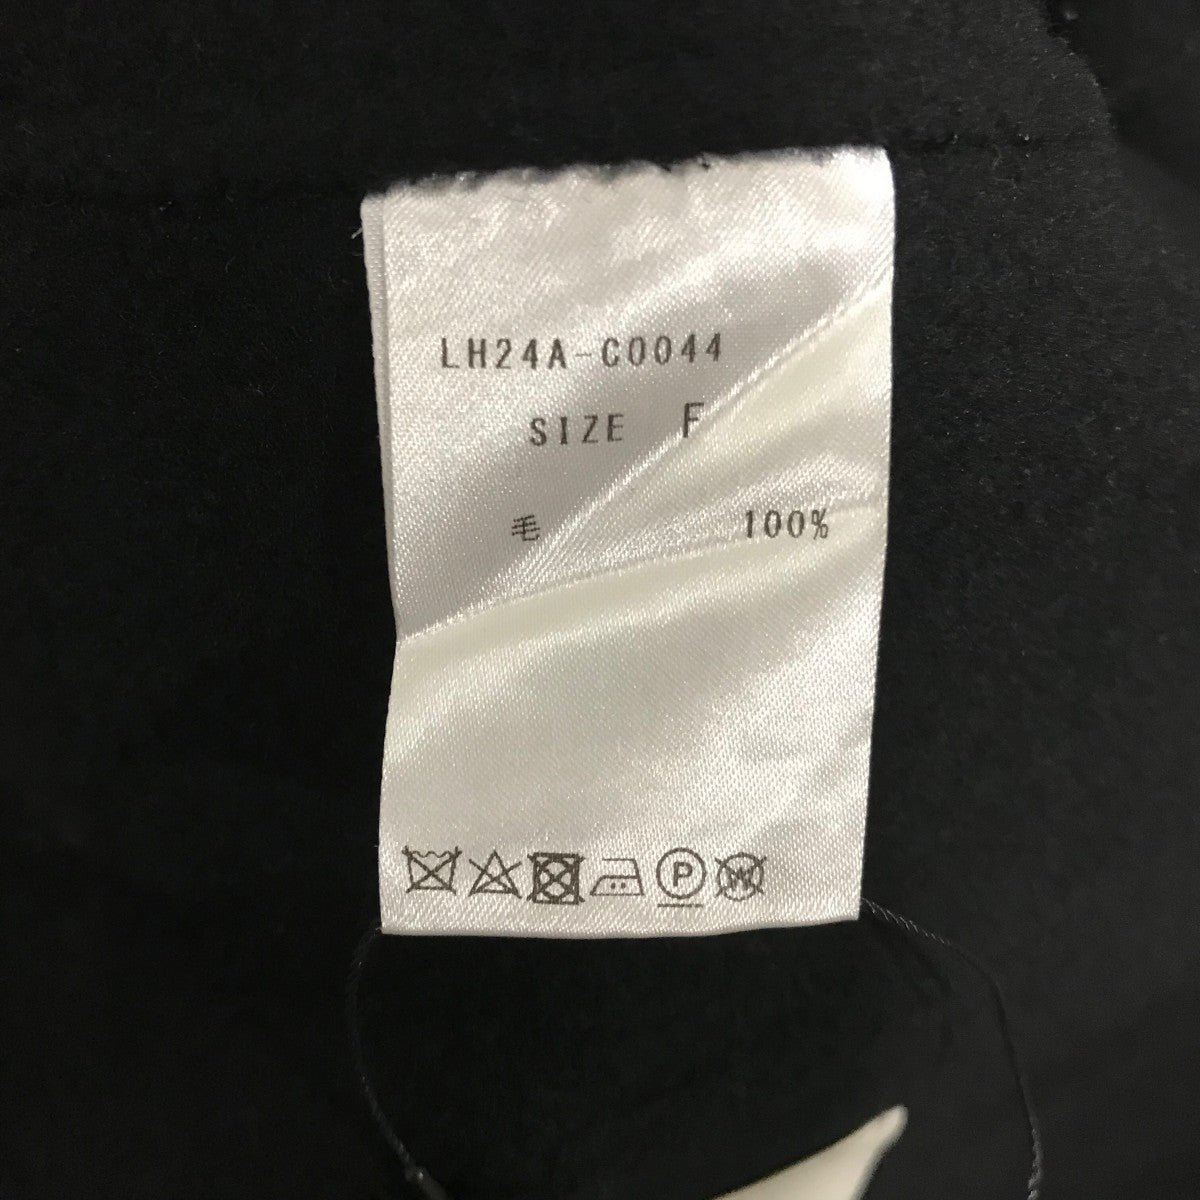 LH24A-C0044
SIZE F
毛 100%
P W